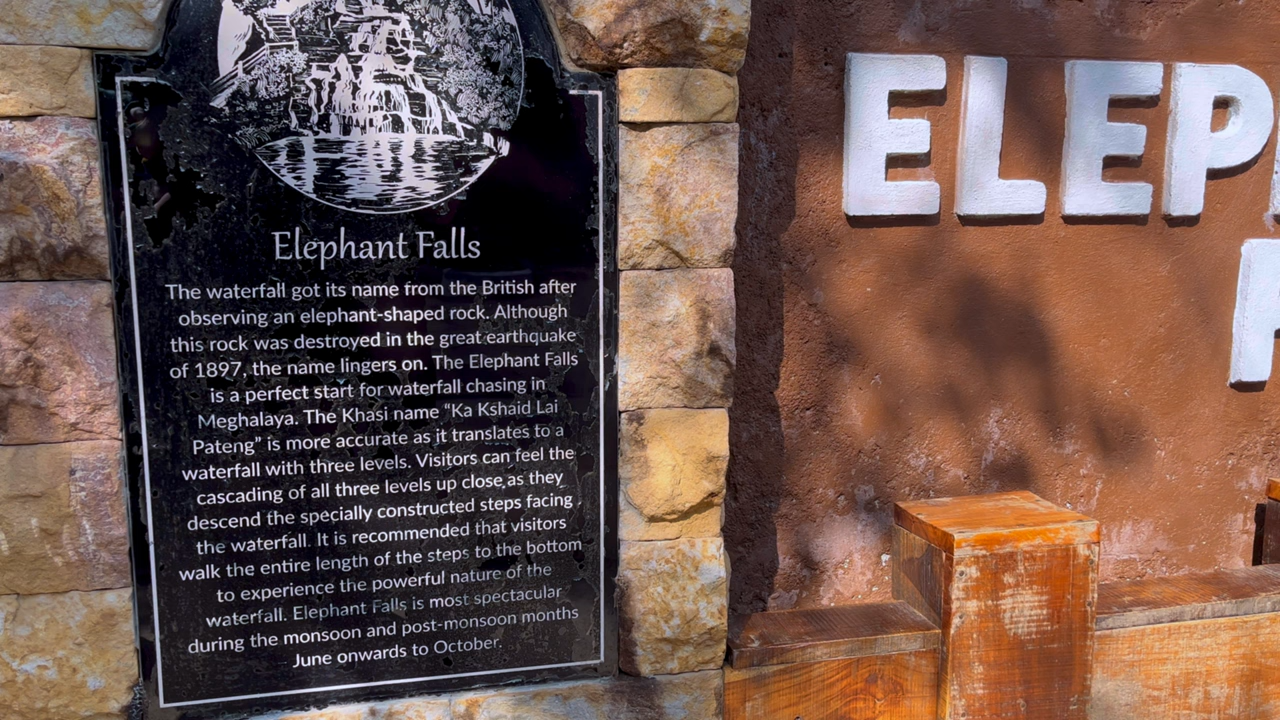 Elephant Falls
The waterfall got its name from the British after
observing an elephant-shaped rock. Although
this rock was destroyed in the great earthquake
of 1897, the name lingers on. The Elephant Falls
is a perfect start for waterfall chasing in
Meghalaya. The Khasi name “Ka Kshaid Lai
Pateng” is more accurate as it translates to a
waterfall with three levels. Visitors can feel the
cascading of all three levels up close as they
descend the specially constructed steps facing
the waterfall. It is recommended that visitors
walk the entire length of the steps to the bottom
to experience the powerful nature of the
waterfall. Elephant Falls is most spectacular
during the monsoon and post-monsoon months
June onwards to October.
ELEP